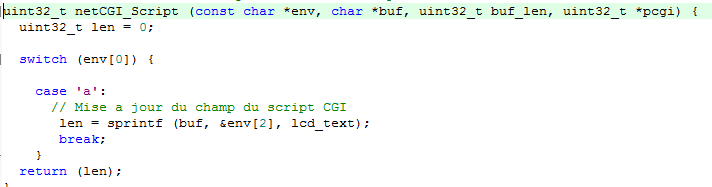 uint32_t netCGI_Script (const char *env, char *buf, uint32_t buf_len, uint32_t *pcgi) {
  uint32_t len = 0;
  switch (env[0]) {
    case 'a':
      // Mise a jour du champ du script CGI
       len = sprintf (buf, &env[2], lcd_text);
       break;
    }
  return (len);
}